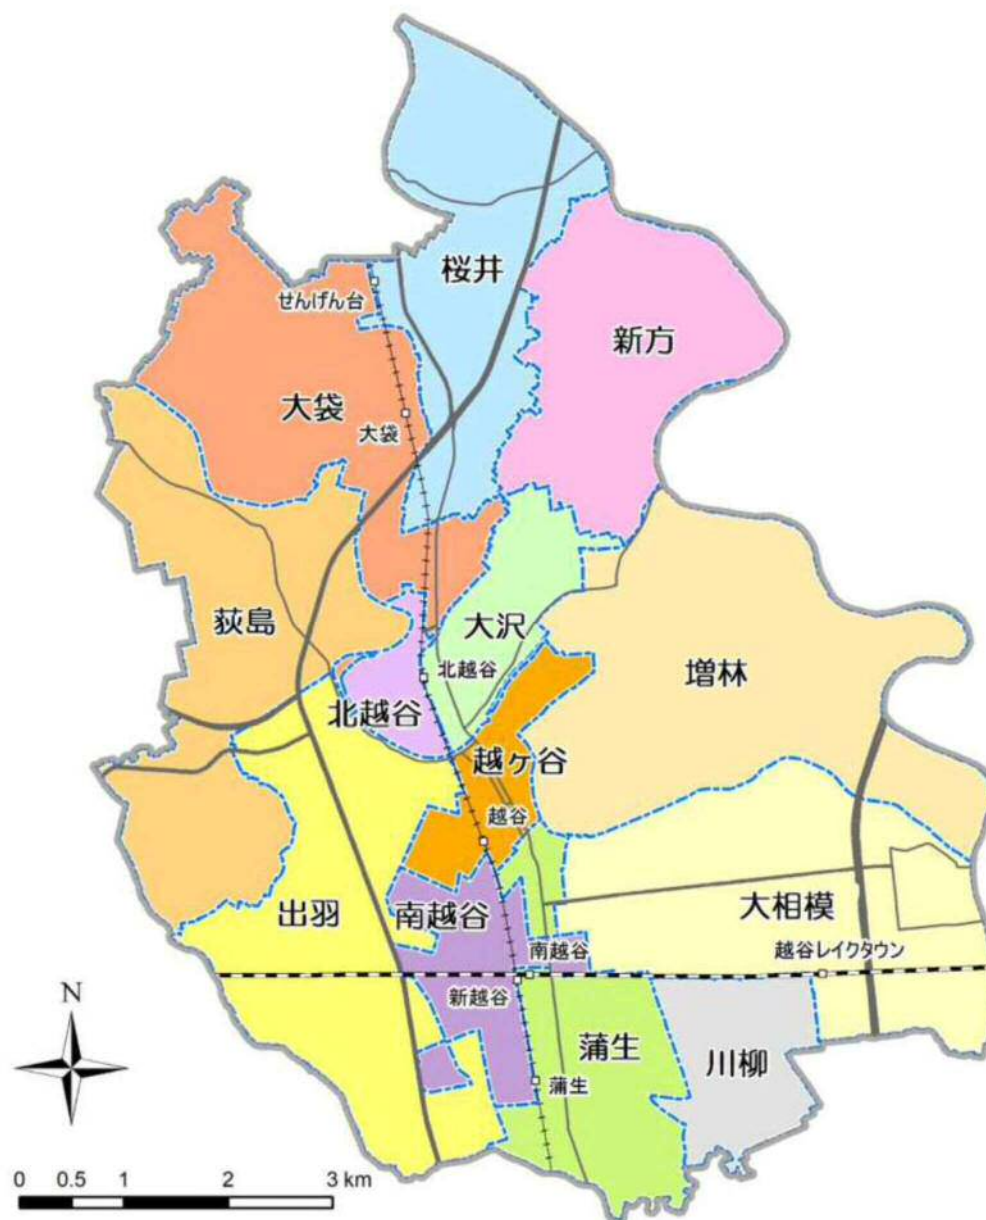 桜井
せんげん台
新方
大袋
大袋
荻島
大沢
北越谷
増林
北越谷
越ヶ谷
越谷
出羽
南越谷
大相模
南越谷
越谷レイクタウン
新越谷
蒲生
川柳
蒲生
N
0 0.5 1 2 3 km